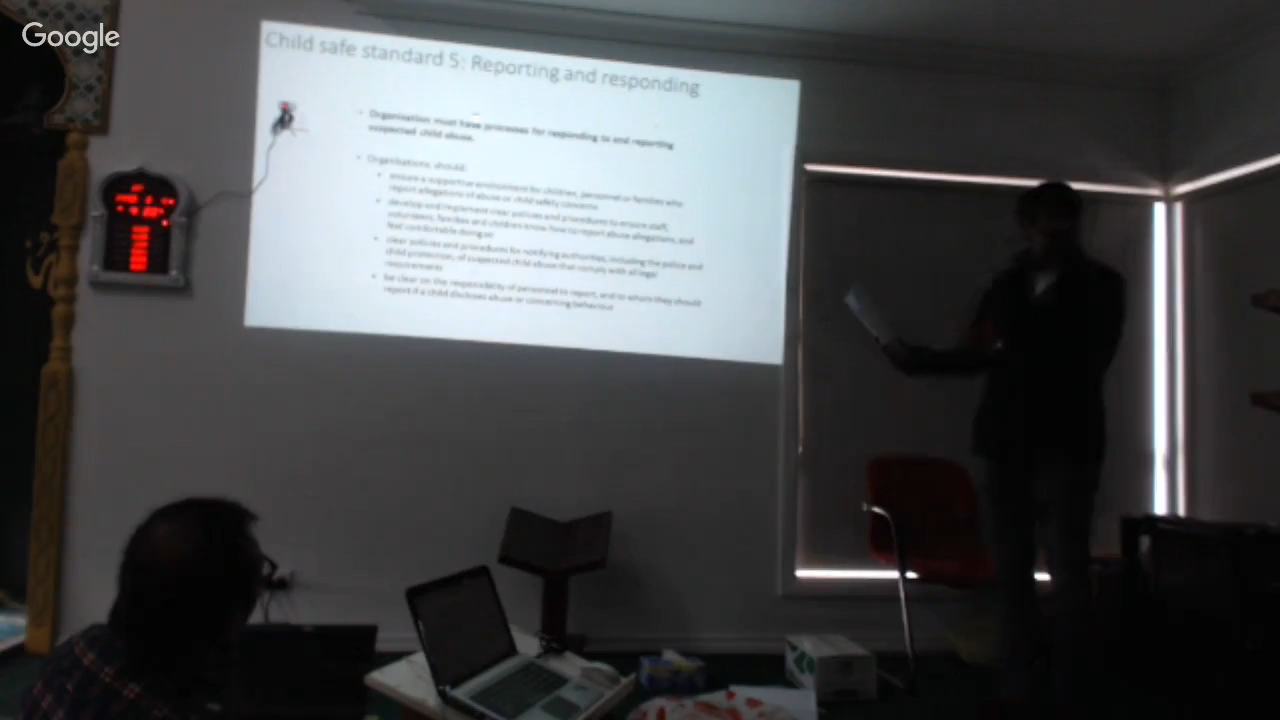 Google
Child safe standard 5: Reporting and responding
Organisation must have processes for responding to and reporting
suspected child abuse.
Organisations should:
ensure a supportive environment for children, personnel or families who
report allegations of abuse or child safety concerns
develop and implement clear policies and procedures to ensure staff,
volunteers, families and children know how to report abuse allegations, and
feel comfortable doing so
clear policies and procedures for notifying authorities, including the police and
child protection, of suspected child abuse that comply with all legal
requirements
be clear on the responsibility of personnel to report, and to whom they should
report if a child discloses abuse or concerning behaviour